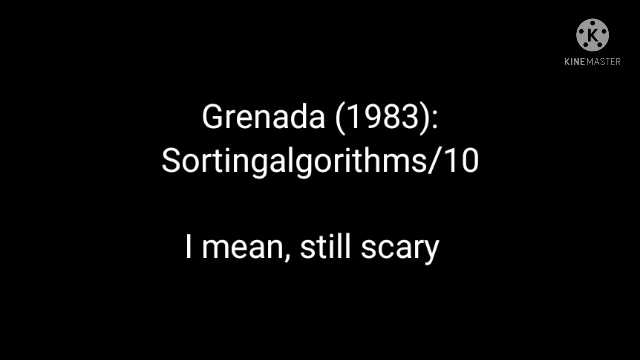 KINEMASTER
Grenada (1983):
Sortingalgorithms/10
I mean, still scary